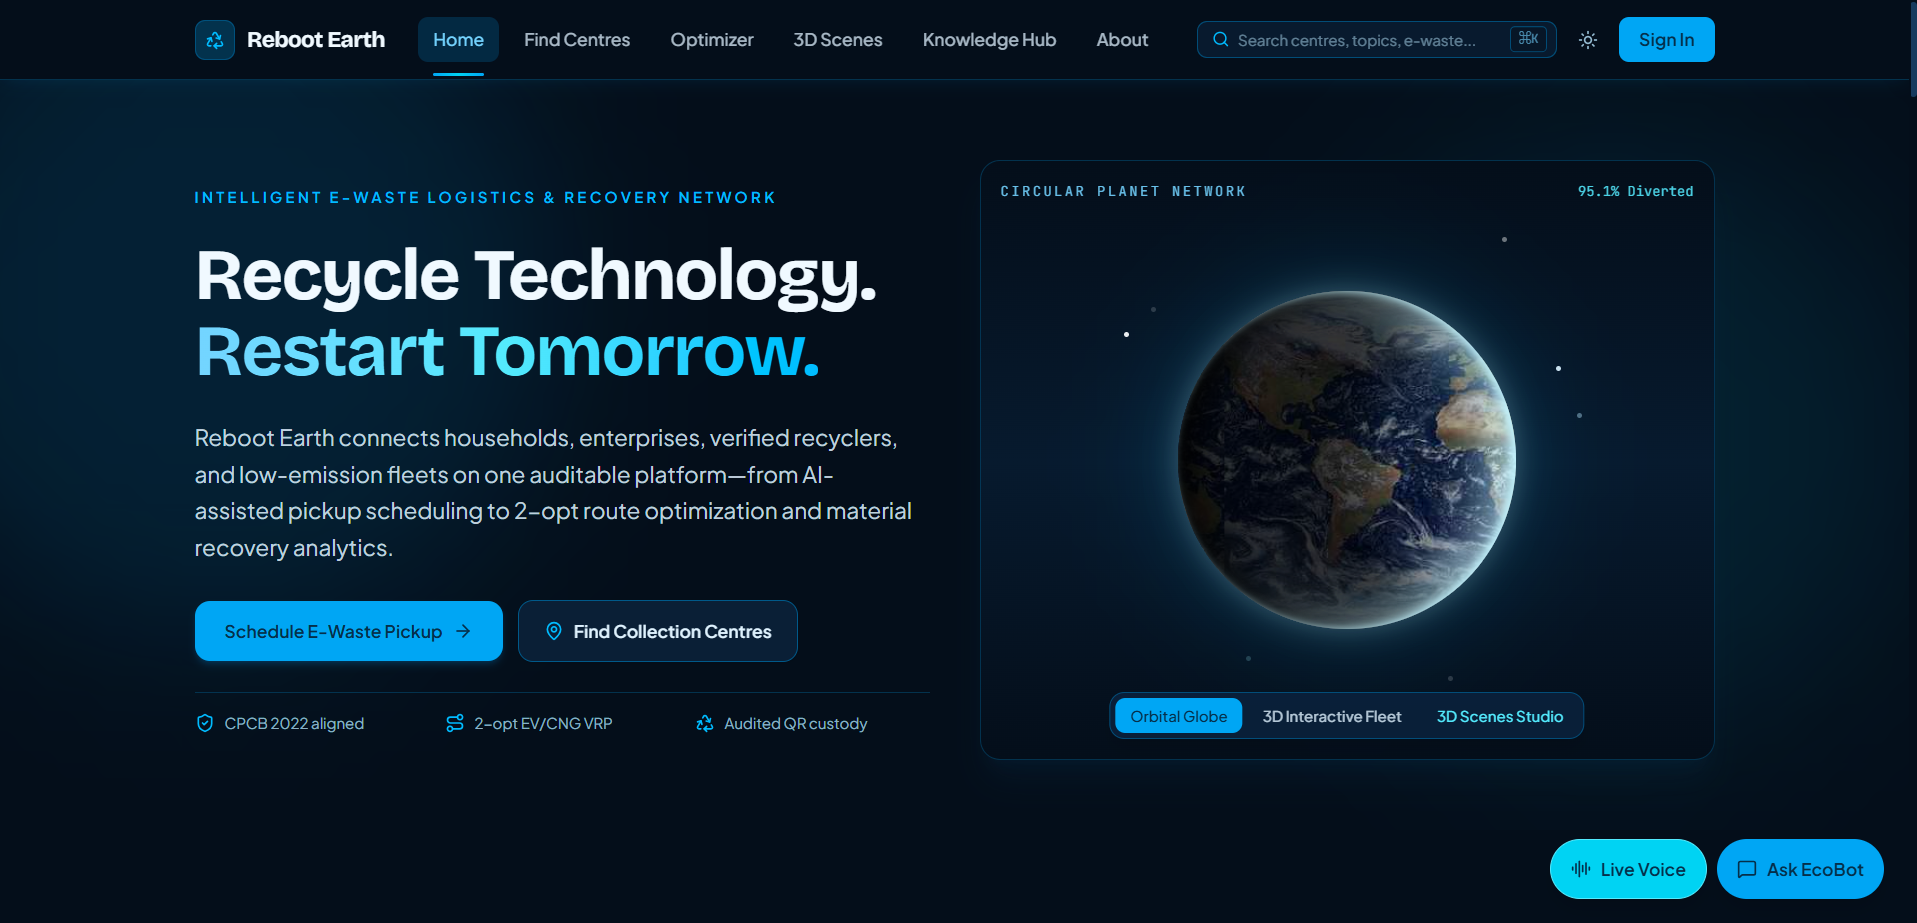 Reboot Earth
Home
Find Centres
Optimizer
3D Scenes
Knowledge Hub
About
Search centres, topics, e-waste...
⌘K
Sign In
INTELLIGENT E-WASTE LOGISTICS & RECOVERY NETWORK
Recycle Technology.
Restart Tomorrow.
Reboot Earth connects households, enterprises, verified recyclers,
and low-emission fleets on one auditable platform—from AI-
assisted pickup scheduling to 2-opt route optimization and material
recovery analytics.
Schedule E-Waste Pickup
Find Collection Centres
CPCB 2022 aligned
2-opt EV/CNG VRP
Audited QR custody
CIRCULAR PLANET NETWORK
95.1% Diverted
Orbital Globe
3D Interactive Fleet
3D Scenes Studio
Live Voice
Ask EcoBot